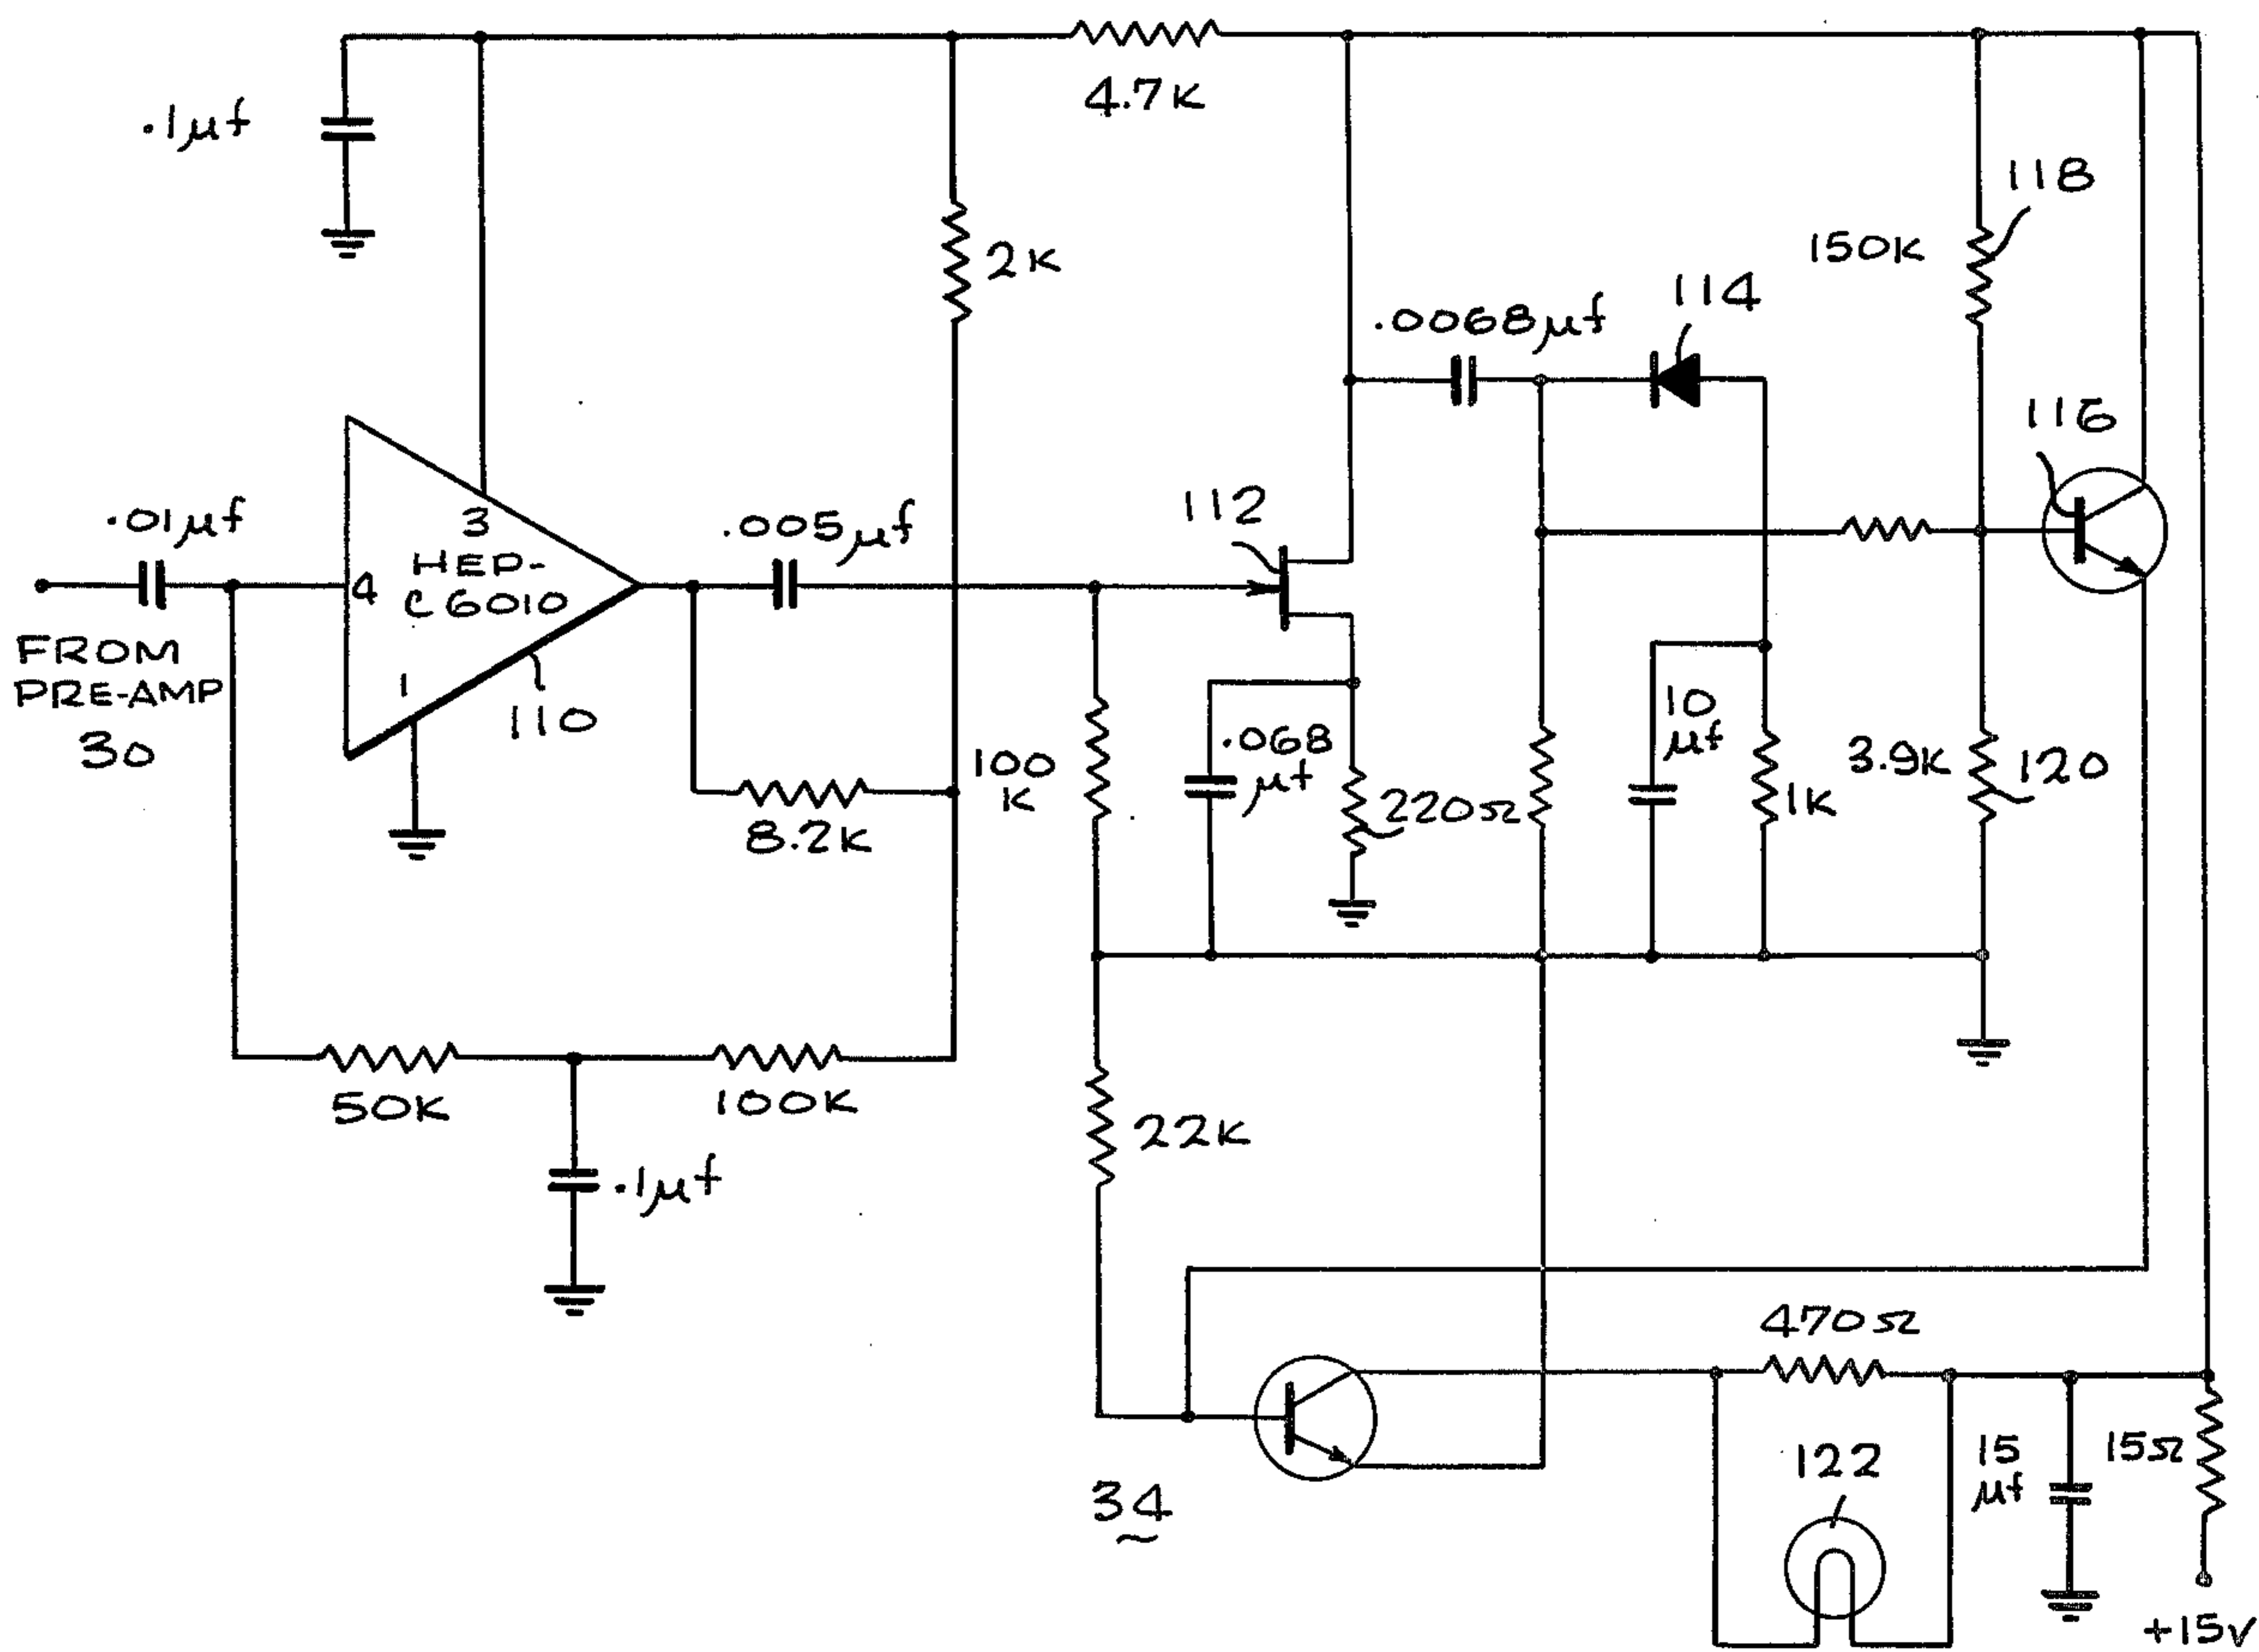 4.7K
.1µf
118
2K
150K
114
.0068µf
116
112
.01µf
.005µf
3
HEP-
C6010
4
FROM
PRE-AMP
30
1
110
10
µf
.068
µf
100
K
3.9K
120
220Ω
1K
8.2K
50K
100K
22K
.1µf
470Ω
122
15
µf
15Ω
34
+15V